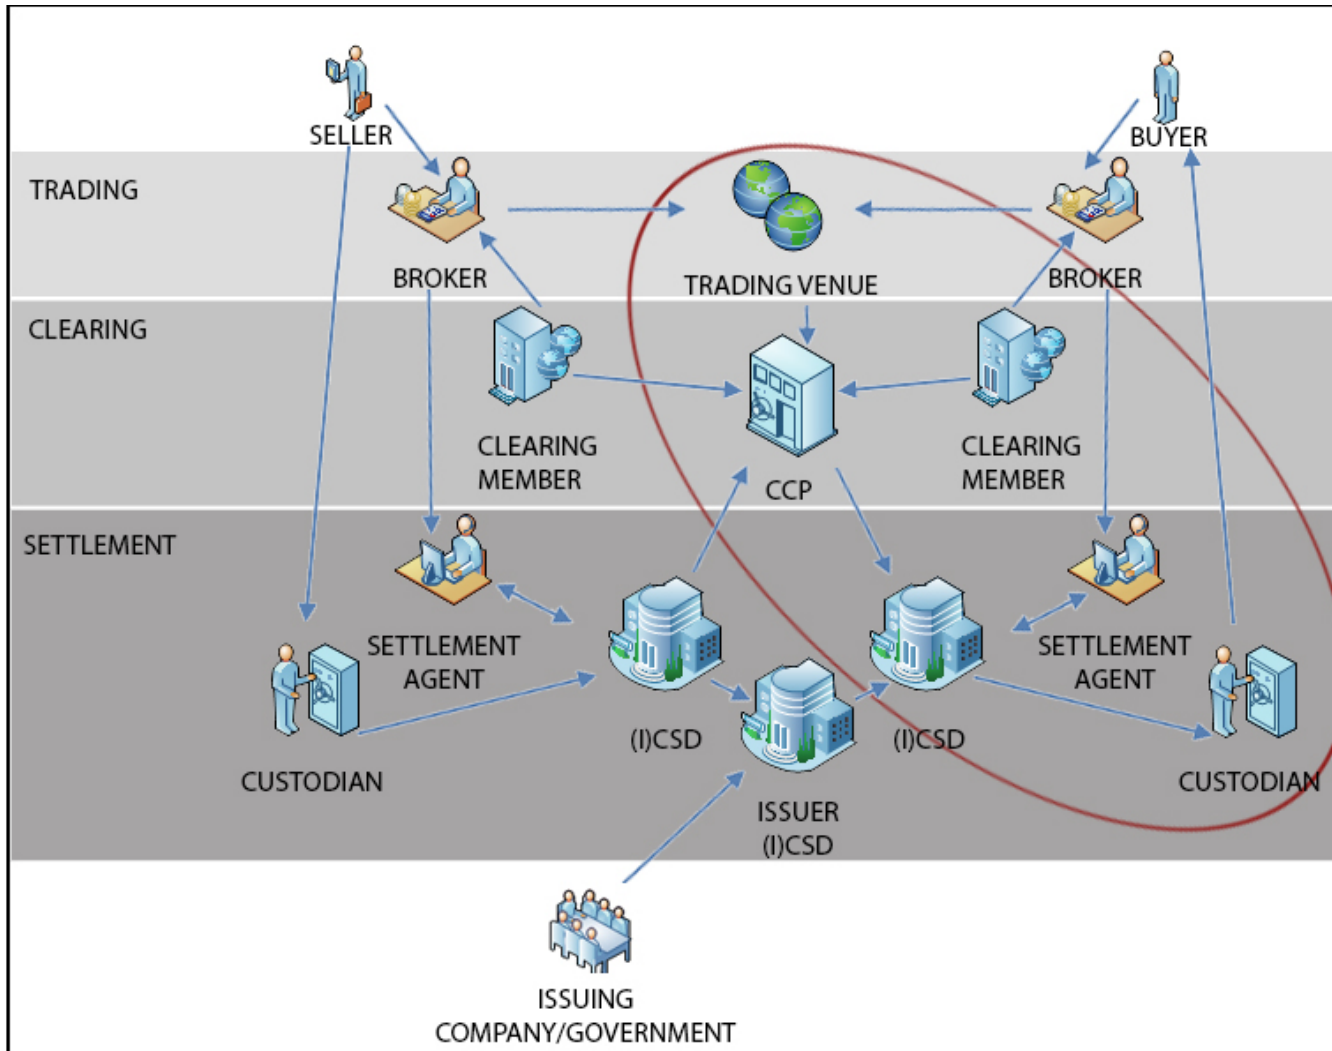 SELLER
BUYER
TRADING
BROKER
TRADING VENUE
BROKER
CLEARING
CLEARING
MEMBER
CCP
CLEARING
MEMBER
SETTLEMENT
SETTLEMENT
AGENT
SETTLEMENT
AGENT
(I)CSD
(I)CSD
CUSTODIAN
CUSTODIAN
ISSUER
(I)CSD
ISSUING
COMPANY/GOVERNMENT